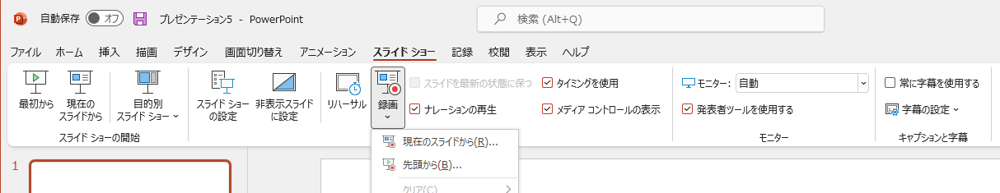 自動保存 オフ プレゼンテーション5 - PowerPoint 検索 (Alt+Q)
ファイル ホーム 挿入 描画 デザイン 画面切り替え アニメーション スライド ショー 記録 校閲 表示 ヘルプ
最初から
現在の
スライドから
目的別
スライド ショー
スライド ショーの開始
スライド ショー
の設定
非表示スライド
に設定
リハーサル
録画
スライドを最新の状態に保つ
ナレーションの再生
タイミングを使用
メディア コントロールの表示
モニター: 自動
発表者ツールを使用する
モニター
常に字幕を使用する
字幕の設定
キャプションと字幕
現在のスライドから(R)...
先頭から(B)...
クリア(C)
1